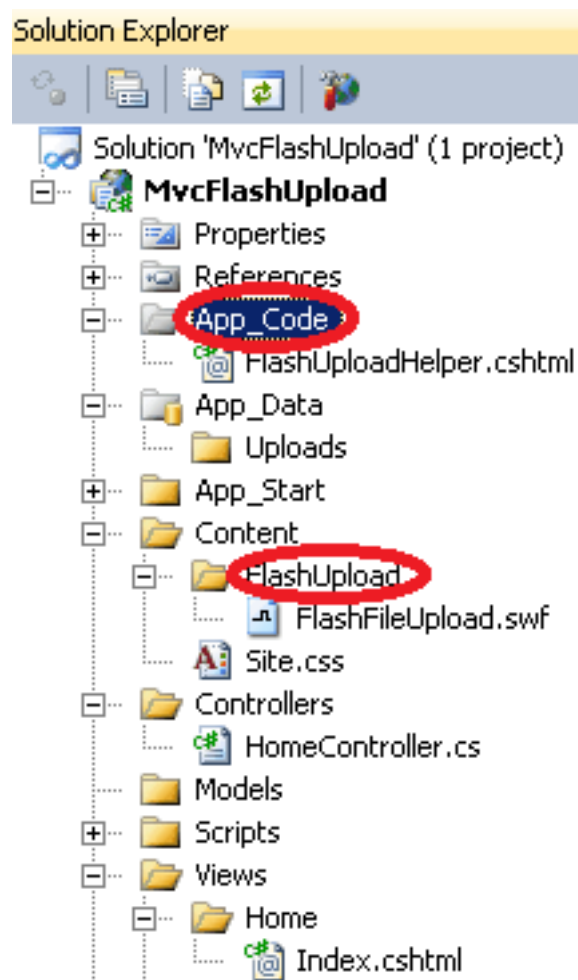 Solution Explorer
Solution 'MvcFlashUpload' (1 project)
MvcFlashUpload
Properties
References
App_Code
FlashUploadHelper.cshtml
App_Data
Uploads
App_Start
Content
FlashUpload
FlashFileUpload.swf
Site.css
Controllers
HomeController.cs
Models
Scripts
Views
Home
Index.cshtml